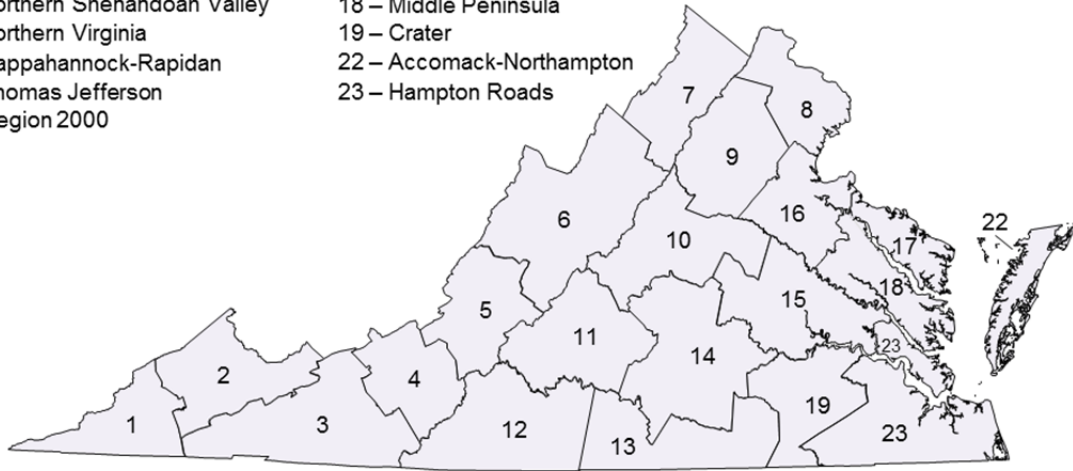 orthern Shenandoah Valley
orthern Virginia
appahannock-Rapidan
homas Jefferson
egion 2000
18 – Middle Peninsula
19 – Crater
22 – Accomack-Northampton
23 – Hampton Roads
7
8
9
6
16
22
10
17
18
5
15
11
23
14
2
4
19
1
3
12
13
23